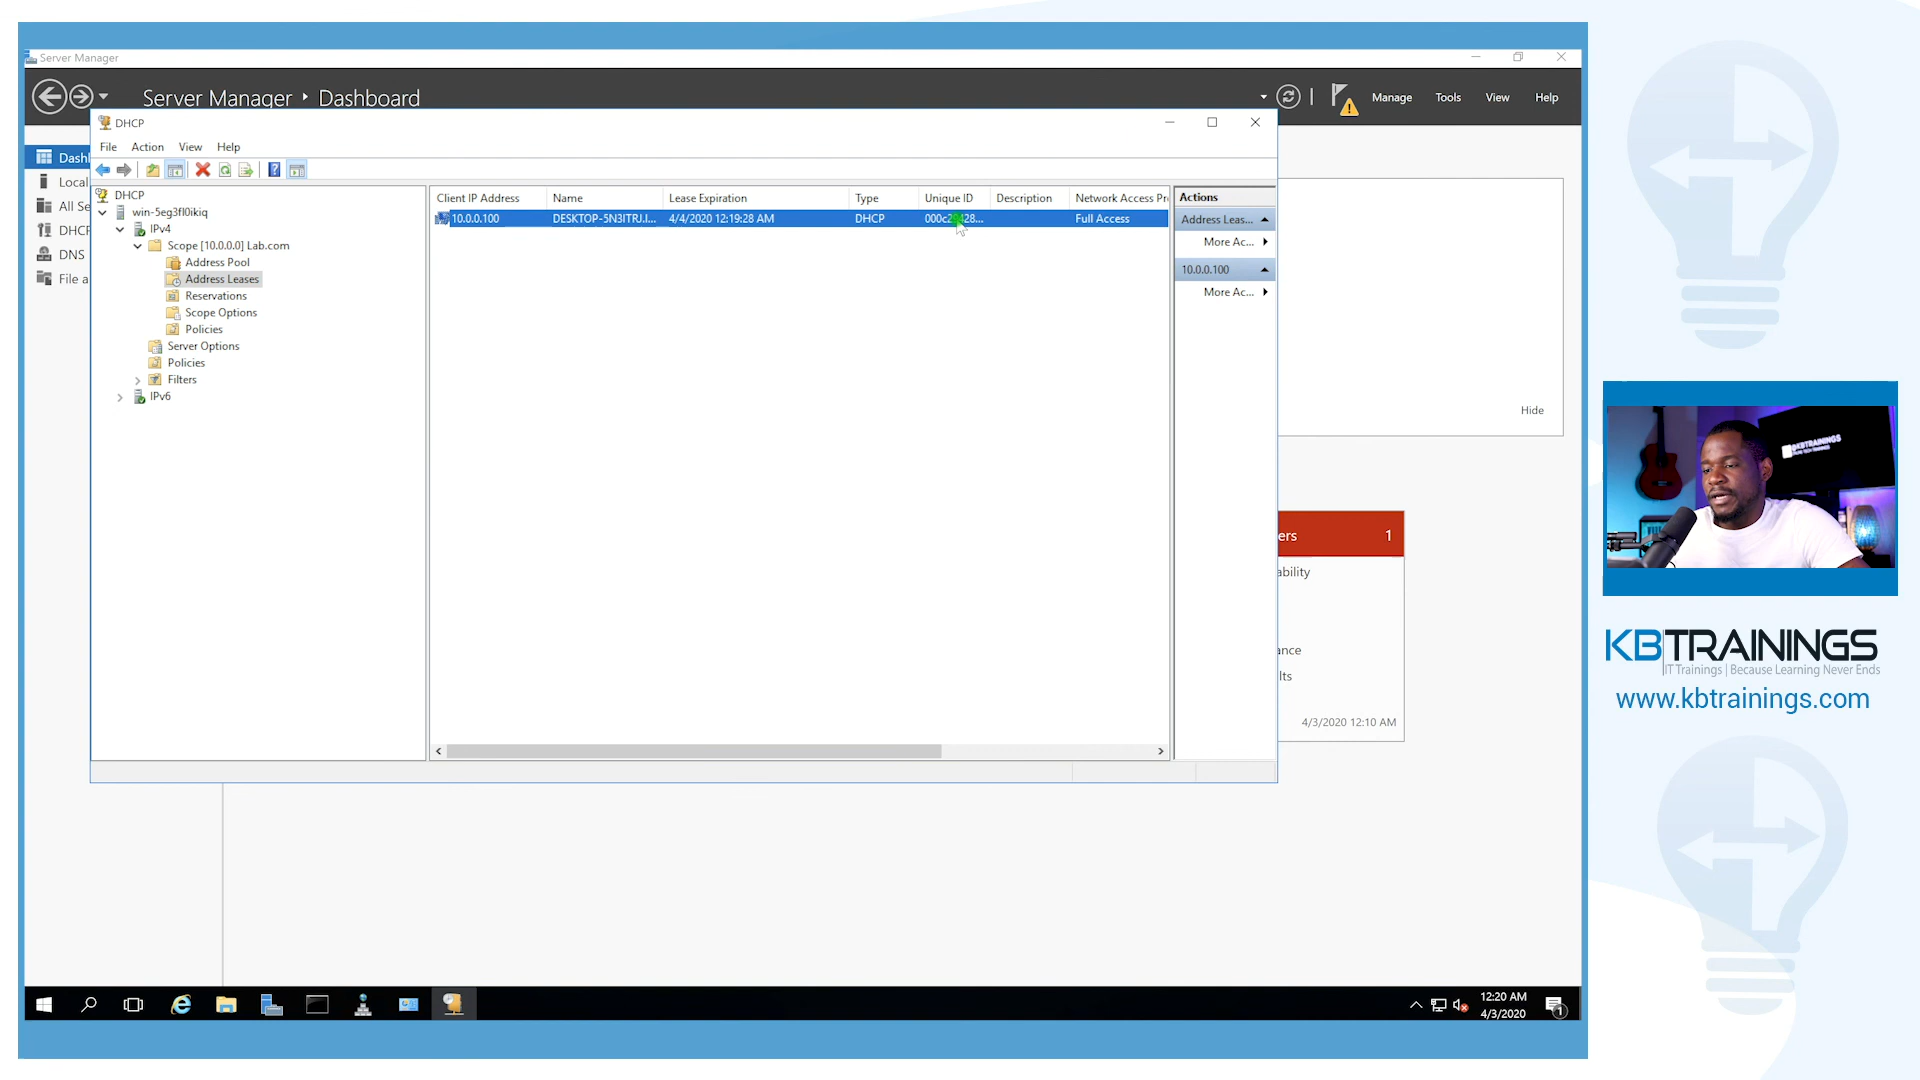 Server Manager
Server Manager ‣ Dashboard
Manage Tools View Help
DHCP
File Action View Help
Dashl
Local
All Se
DHCP
DNS
File a
DHCP
win-5eg3fl0ikiq
IPv4
Scope [10.0.0.0] Lab.com
Address Pool
Address Leases
Reservations
Scope Options
Policies
Server Options
Policies
Filters
IPv6
Client IP Address Name Lease Expiration Type Unique ID Description Network Access Pr
10.0.0.100 DESKTOP-5N3ITRJ.l... 4/4/2020 12:19:28 AM DHCP Full Access
Actions
Address Leas...
More Ac...
10.0.0.100
More Ac...
Hide
ers 1
ability
ance
lts
4/3/2020 12:10 AM
12:20 AM
4/3/2020
1
KBTRAININGS
IT Trainings | Because Learning Never Ends
www.kbtrainings.com